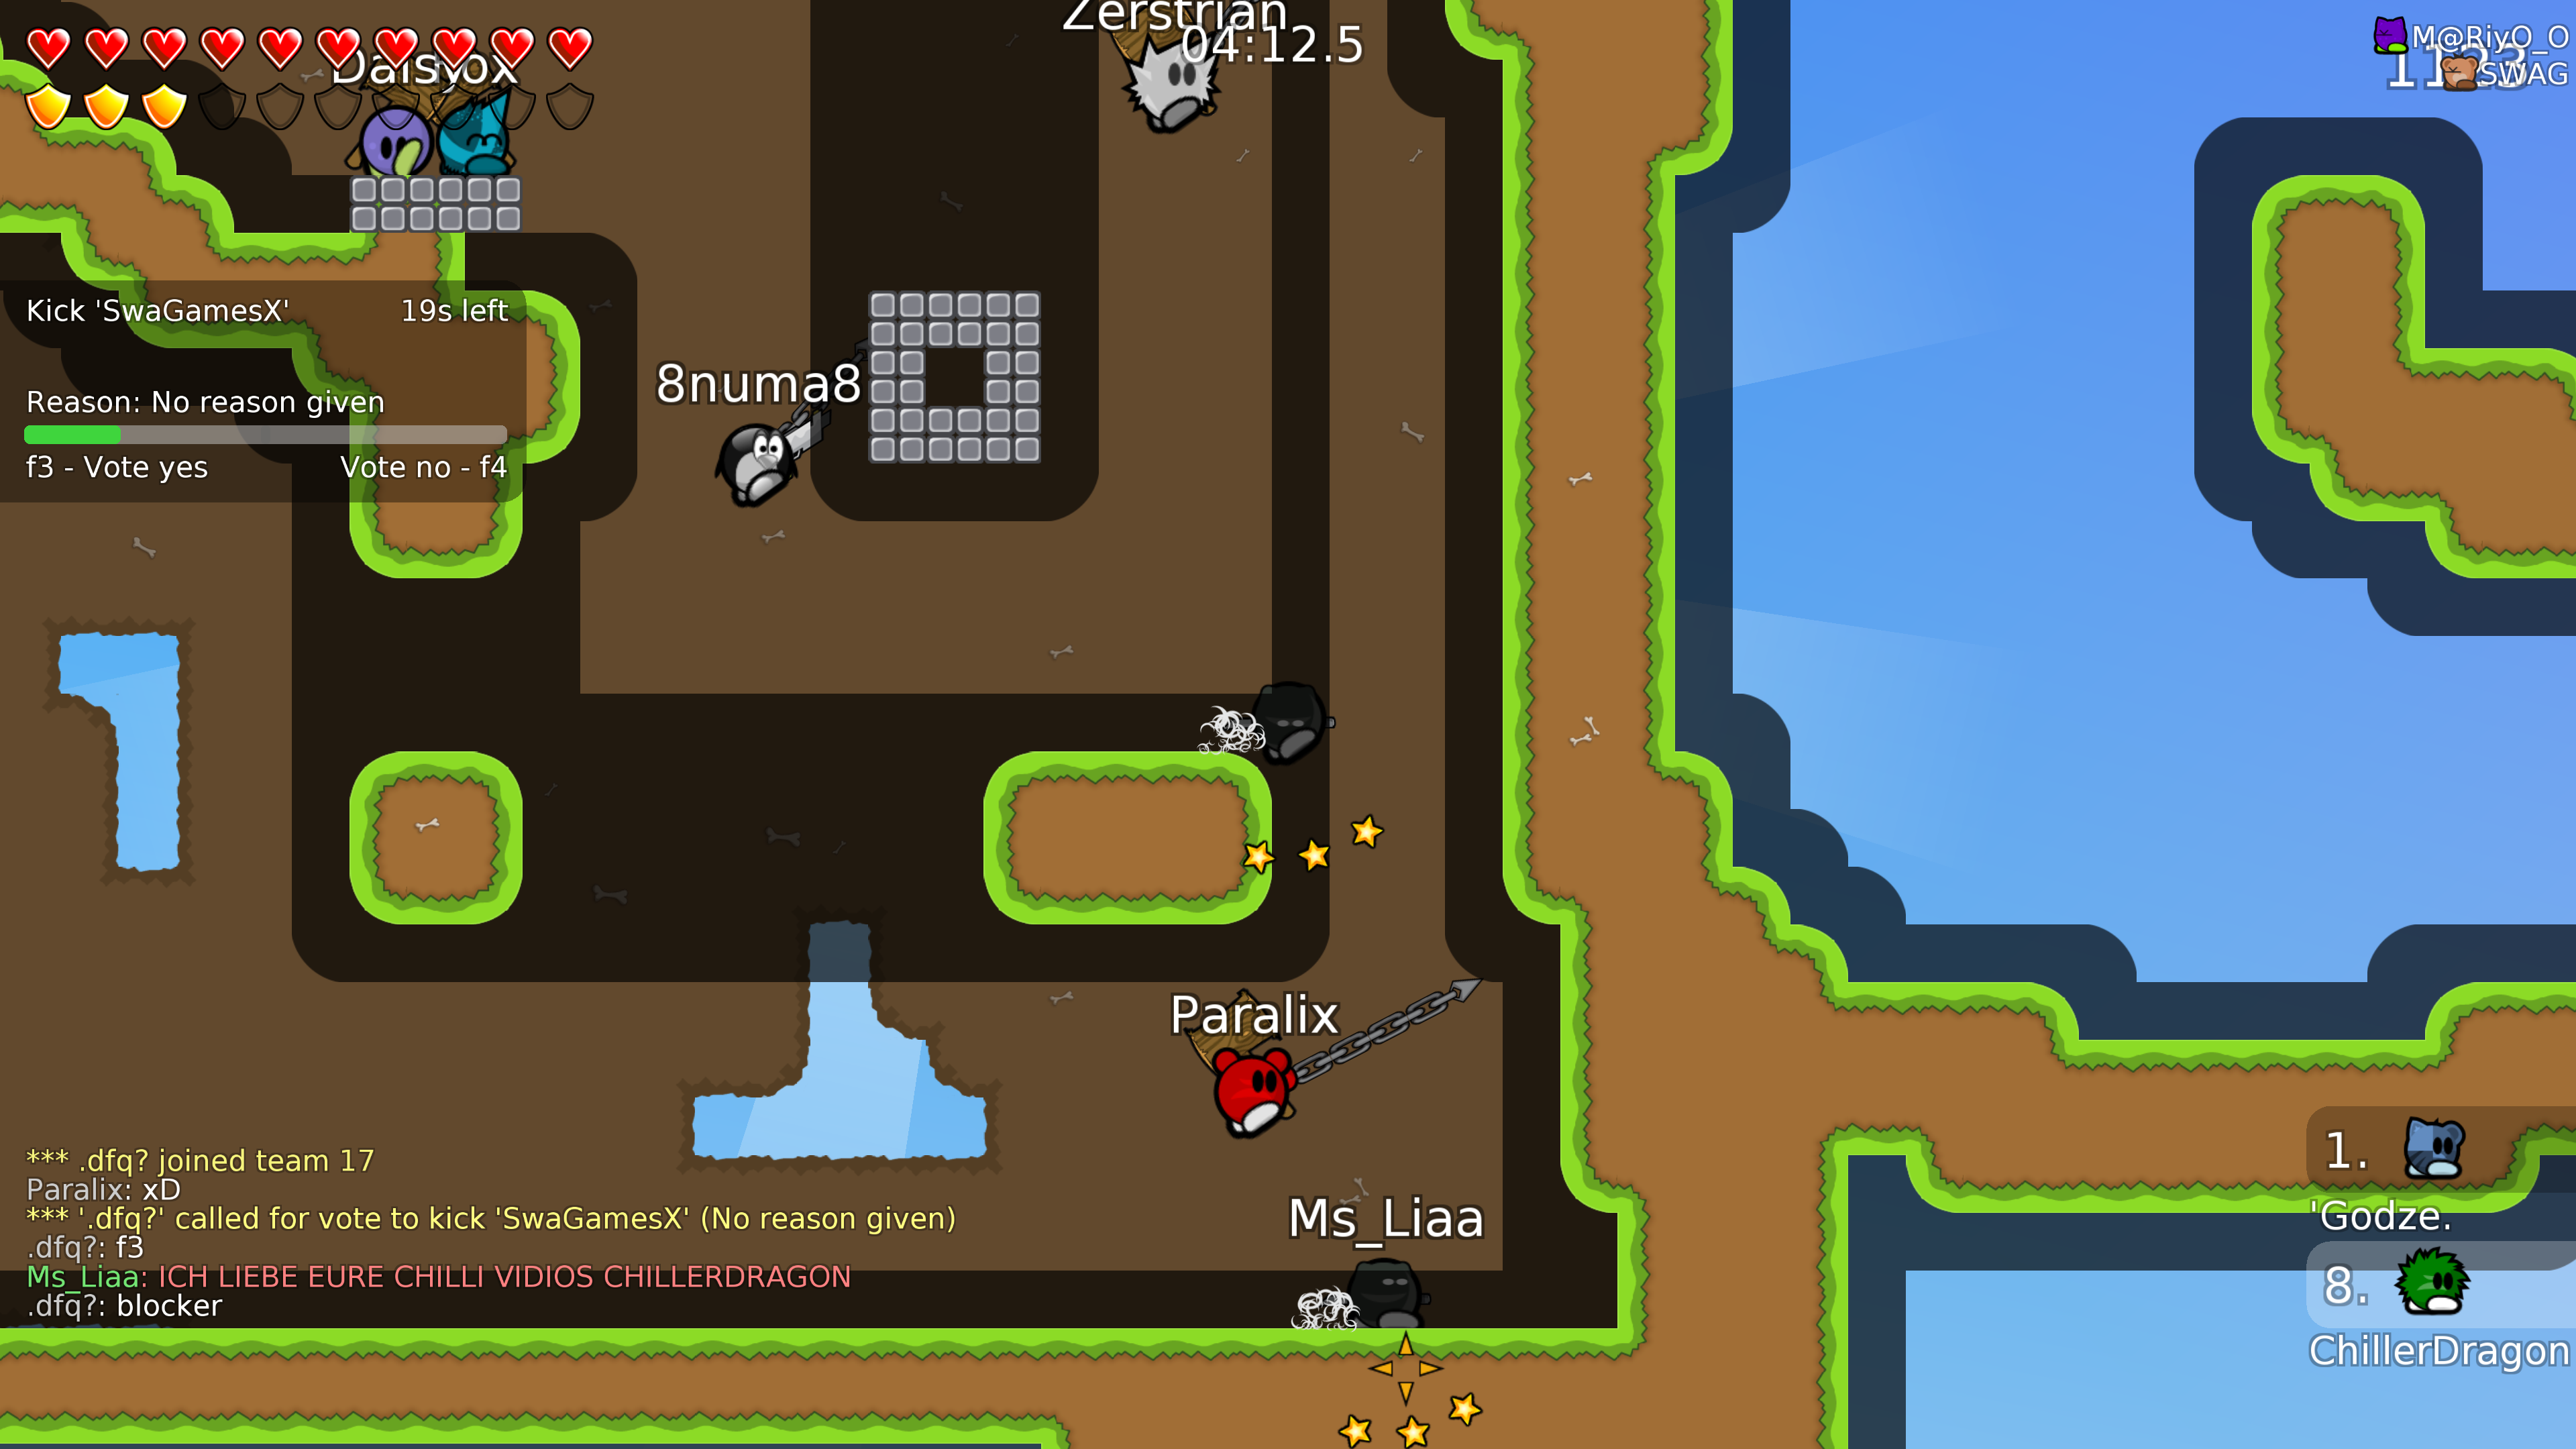 Zerstrian
04:12.5
M@RiyO_O
SWAG
1123
Daisyox
Kick 'SwaGamesX' 19s left
Reason: No reason given
f3 - Vote yes Vote no - f4
8numa8
Paralix
Ms_Liaa
*** .dfq? joined team 17
Paralix: xD
*** '.dfq?' called for vote to kick 'SwaGamesX' (No reason given)
.dfq?: f3
Ms_Liaa: ICH LIEBE EURE CHILLI VIDIOS CHILLERDRAGON
.dfq?: blocker
1.
'Godze.
8.
ChillerDragon